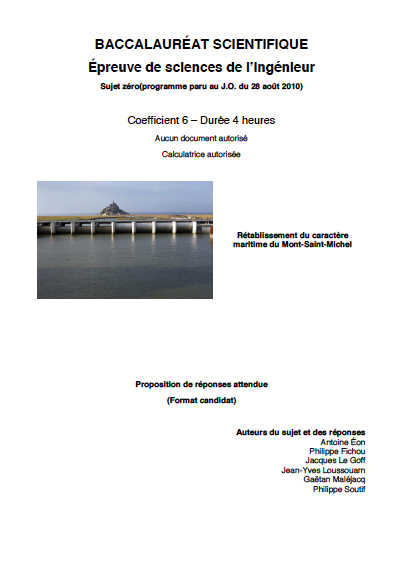 BACCALAURÉAT SCIENTIFIQUE
Épreuve de sciences de l'Ingénieur
Sujet zéro(programme paru au J.O. du 28 août 2010)
Coefficient 6 – Durée 4 heures
Aucun document autorisé
Calculatrice autorisée
Rétablissement du caractère
maritime du Mont-Saint-Michel
Proposition de réponses attendue
(Format candidat)
Auteurs du sujet et des réponses
Antoine Éon
Philippe Fichou
Jacques Le Goff
Jean-Yves Loussouarn
Gaëtan Maléjacq
Philippe Soutif